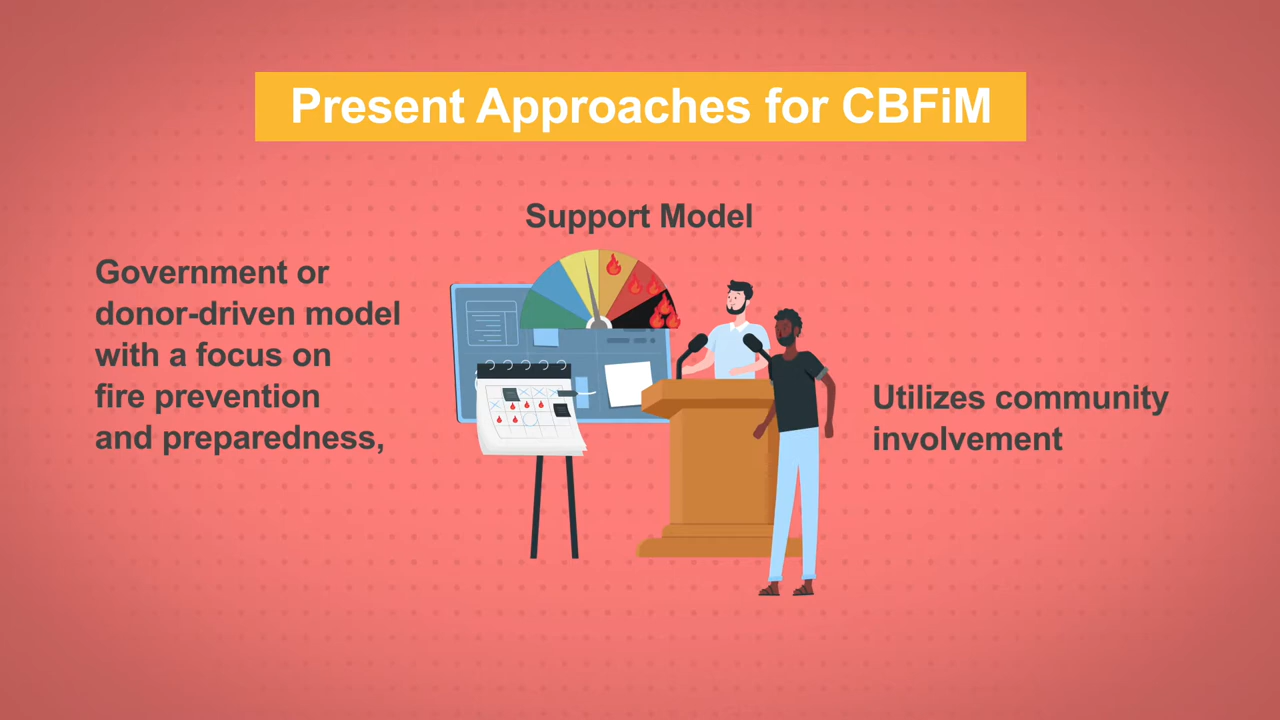 Present Approaches for CBFiM
Support Model
Government or
donor-driven model
with a focus on
fire prevention
and preparedness,
Utilizes community
involvement